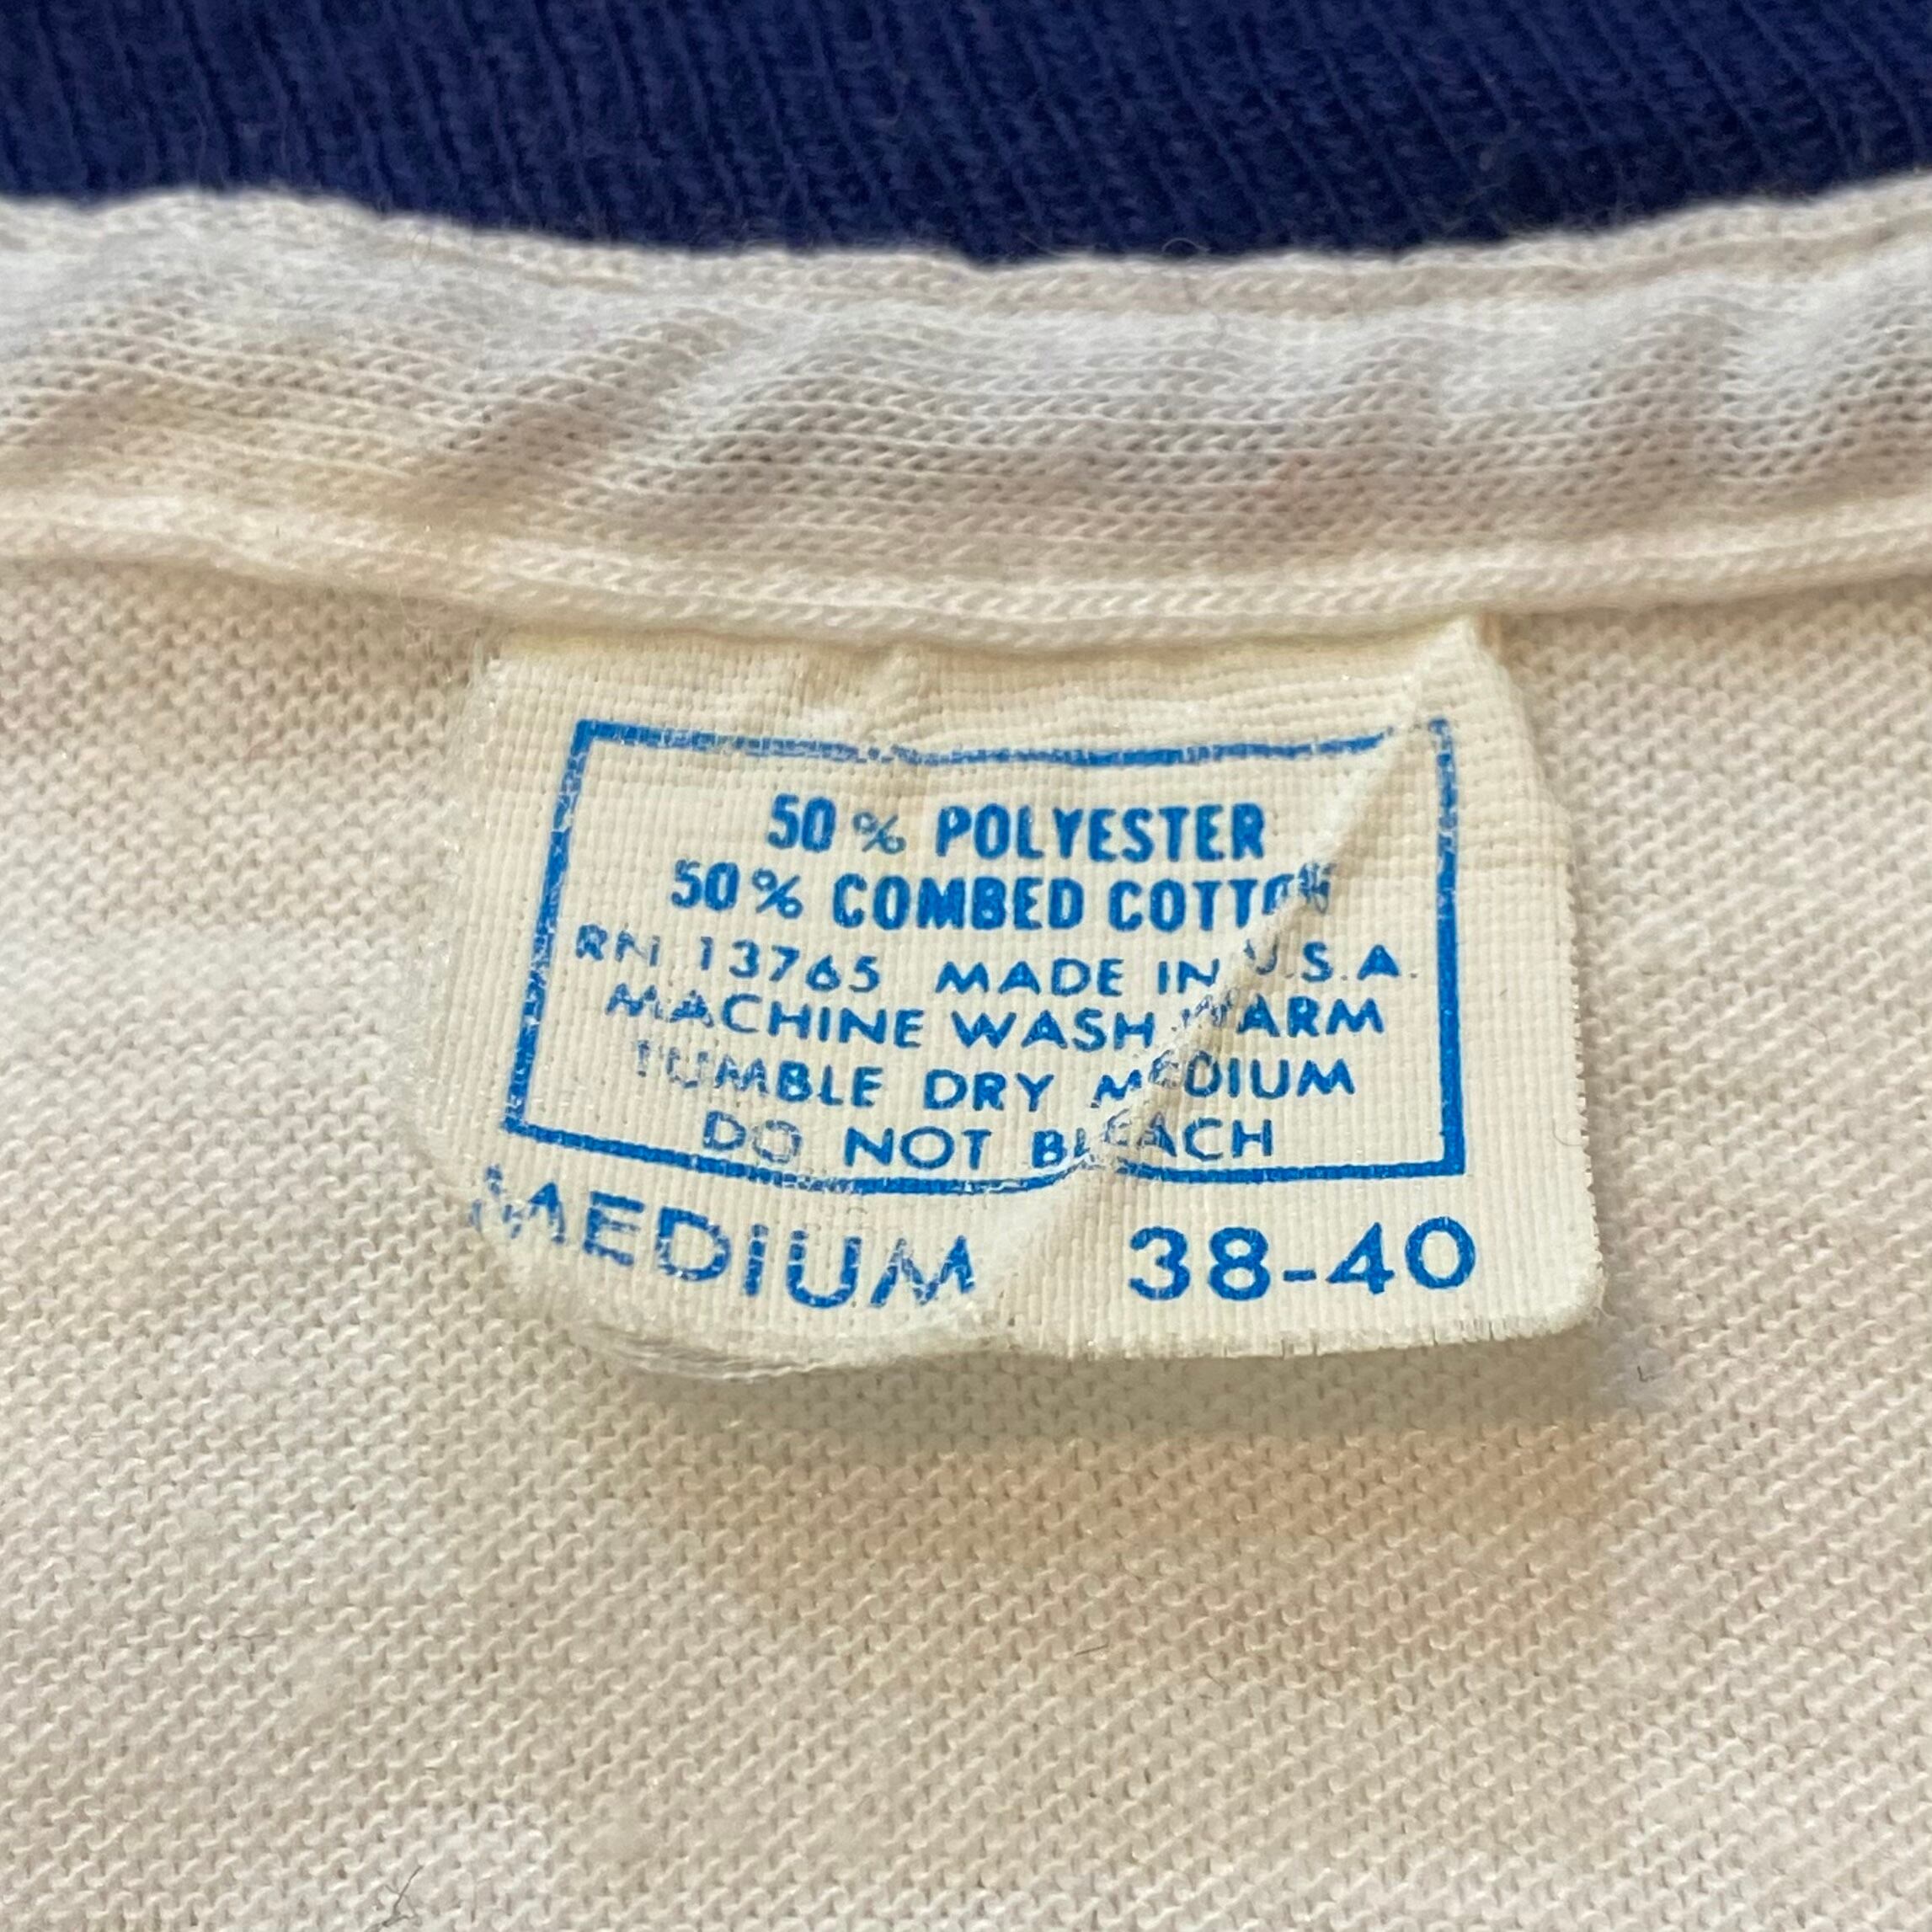 50% POLYESTER
50% COMBED COTTON
RN 13765 MADE IN U.S.A.
MACHINE WASH WARM
TUMBLE DRY MEDIUM
DO NOT BLEACH
MEDIUM 38-40